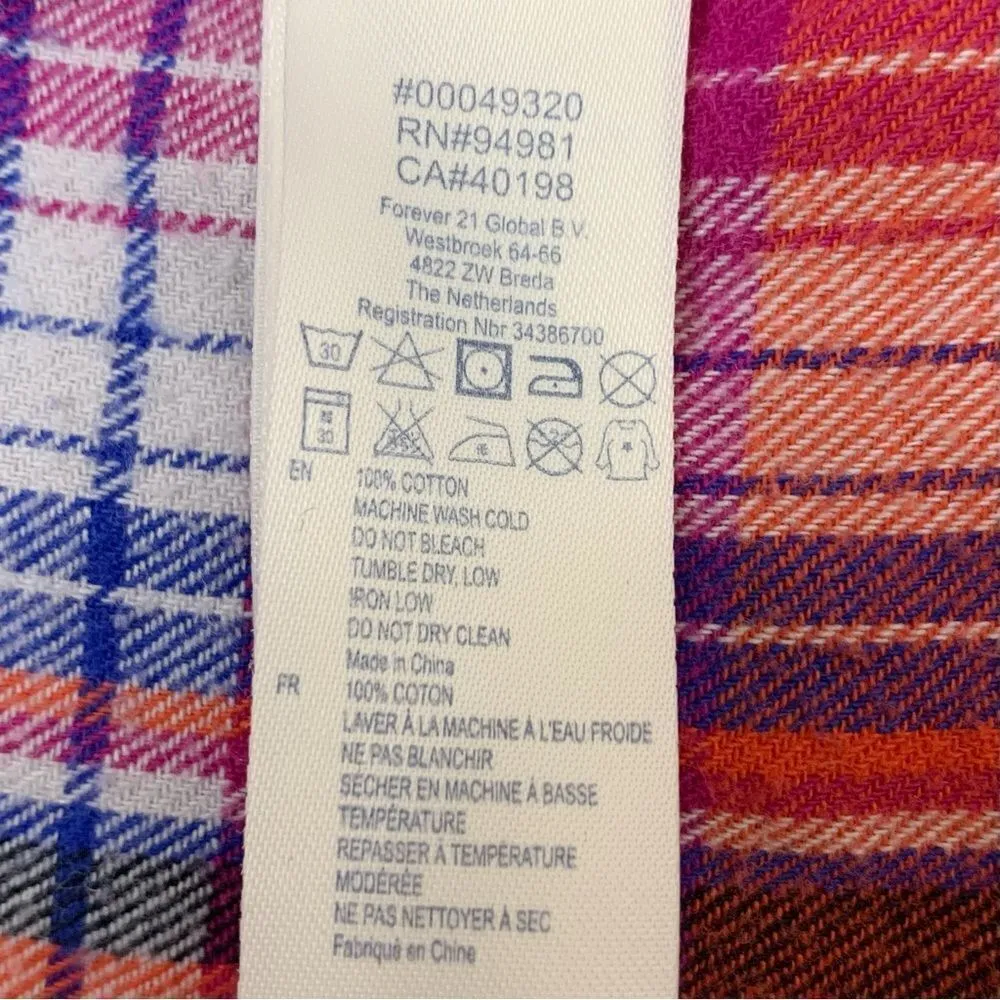 #00049320
RN#94981
CA#40198
Forever 21 Global B.V.
Westbroek 64-66
4822 ZW Breda
The Netherlands
Registration Nbr 34386700
30
30
EN
100% COTTON
MACHINE WASH COLD
DO NOT BLEACH
TUMBLE DRY, LOW
IRON LOW
DO NOT DRY CLEAN
Made in China
FR
100% COTON
LAVER À LA MACHINE À L'EAU FROIDE
NE PAS BLANCHIR
SÉCHER EN MACHINE À BASSE
TEMPÉRATURE
REPASSER À TEMPÉRATURE
MODÉRÉE
NE PAS NETTOYER À SEC
Fabriqué en Chine